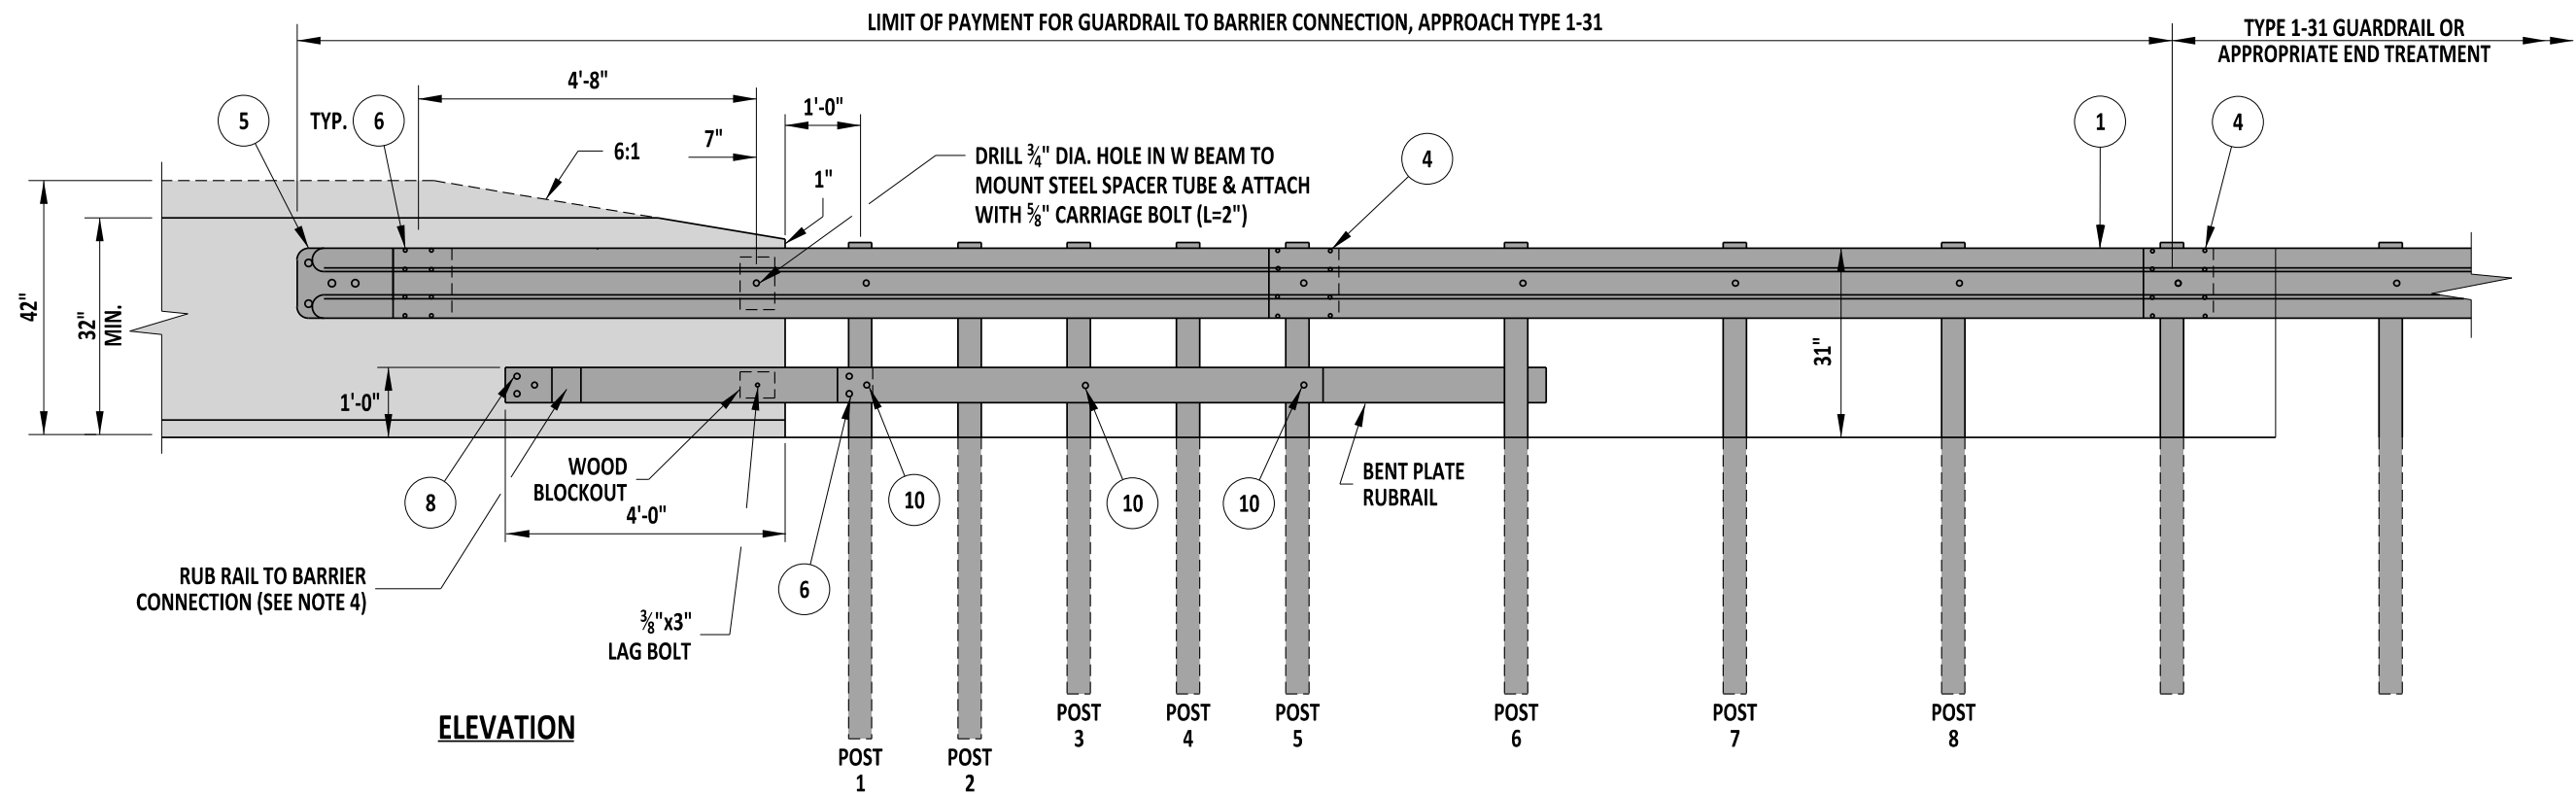 LIMIT OF PAYMENT FOR GUARDRAIL TO BARRIER CONNECTION, APPROACH TYPE 1-31
TYPE 1-31 GUARDRAIL OR
APPROPRIATE END TREATMENT
4'-8"
1'-0"
5
TYP. 6
7"
6:1
1"
DRILL ¾" DIA. HOLE IN W BEAM TO
MOUNT STEEL SPACER TUBE & ATTACH
WITH ⅝" CARRIAGE BOLT (L=2")
4
1
4
42"
32"
MIN.
31"
1'-0"
WOOD
BLOCKOUT
8
4'-0"
10
10
10
BENT PLATE
RUBRAIL
RUB RAIL TO BARRIER
CONNECTION (SEE NOTE 4)
6
⅜"x3"
LAG BOLT
ELEVATION
POST
1
POST
2
POST
3
POST
4
POST
5
POST
6
POST
7
POST
8